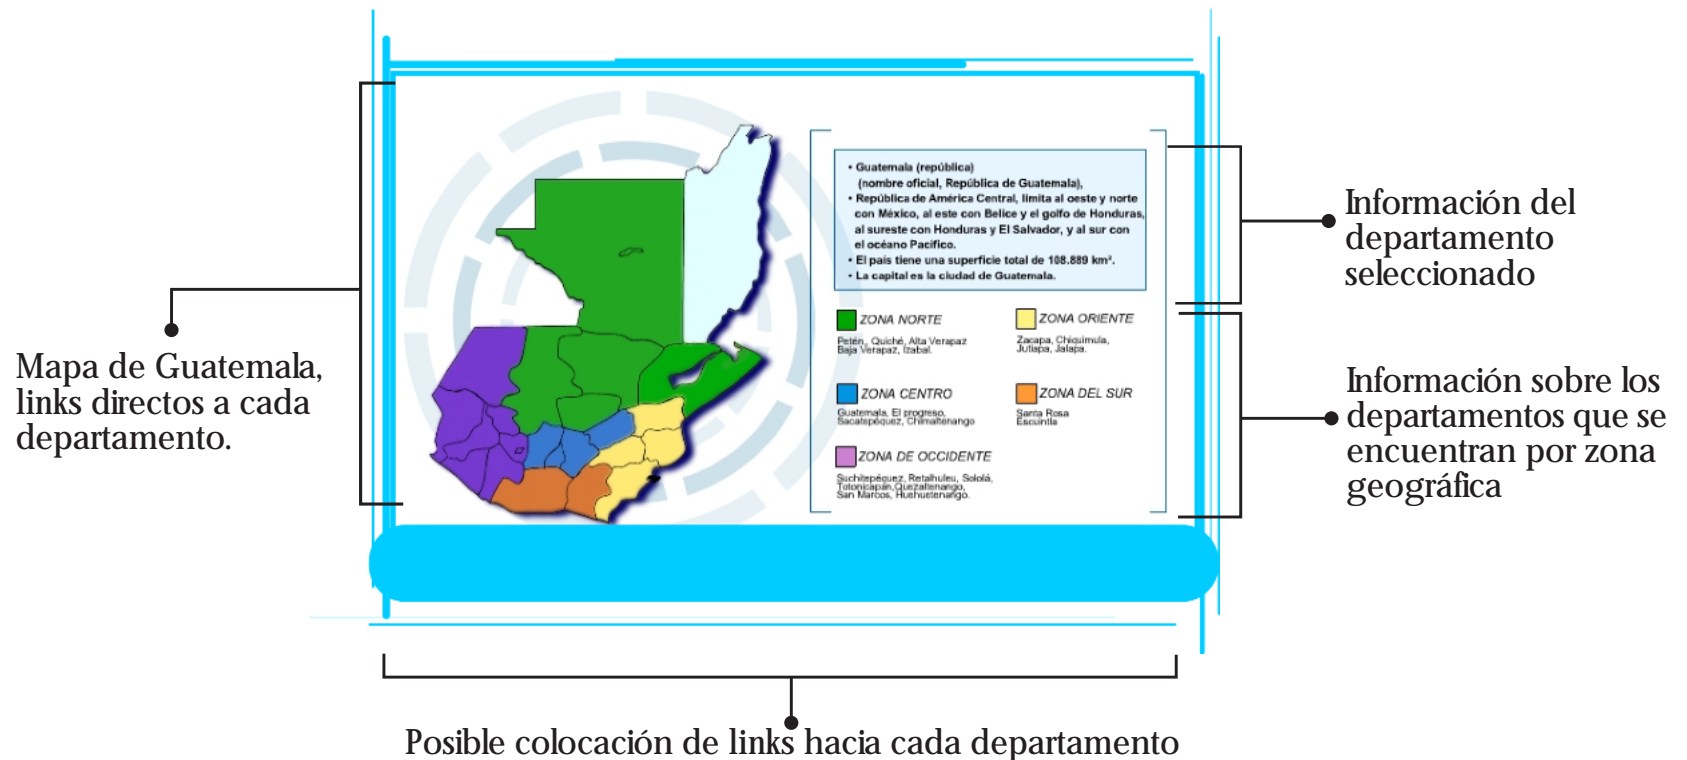 Mapa de Guatemala,
links directos a cada
departamento.
• Guatemala (república)
(nombre oficial, República de Guatemala),
• República de América Central, limita al oeste y norte
con México, al este con Belice y el golfo de Honduras,
al sureste con Honduras y El Salvador, y al sur con
el océano Pacífico.
• El país tiene una superficie total de 108.889 km².
• La capital es la ciudad de Guatemala.
ZONA NORTE
Petén, Quiché, Alta Verapaz
Baja Verapaz, Izabal.
ZONA ORIENTE
Zacapa, Chiquimula,
Jutiapa, Jalapa.
ZONA CENTRO
Guatemala, El progreso,
Sacatepéquez, Chimaltenango
ZONA DEL SUR
Santa Rosa
Escuintla
ZONA DE OCCIDENTE
Suchitepéquez, Retalhuleu, Sololá,
Totonicapán,Quezaltenango,
San Marcos, Huehuetenango.
Información del
departamento
seleccionado
Información sobre los
departamentos que se
encuentran por zona
geográfica
Posible colocación de links hacia cada departamento